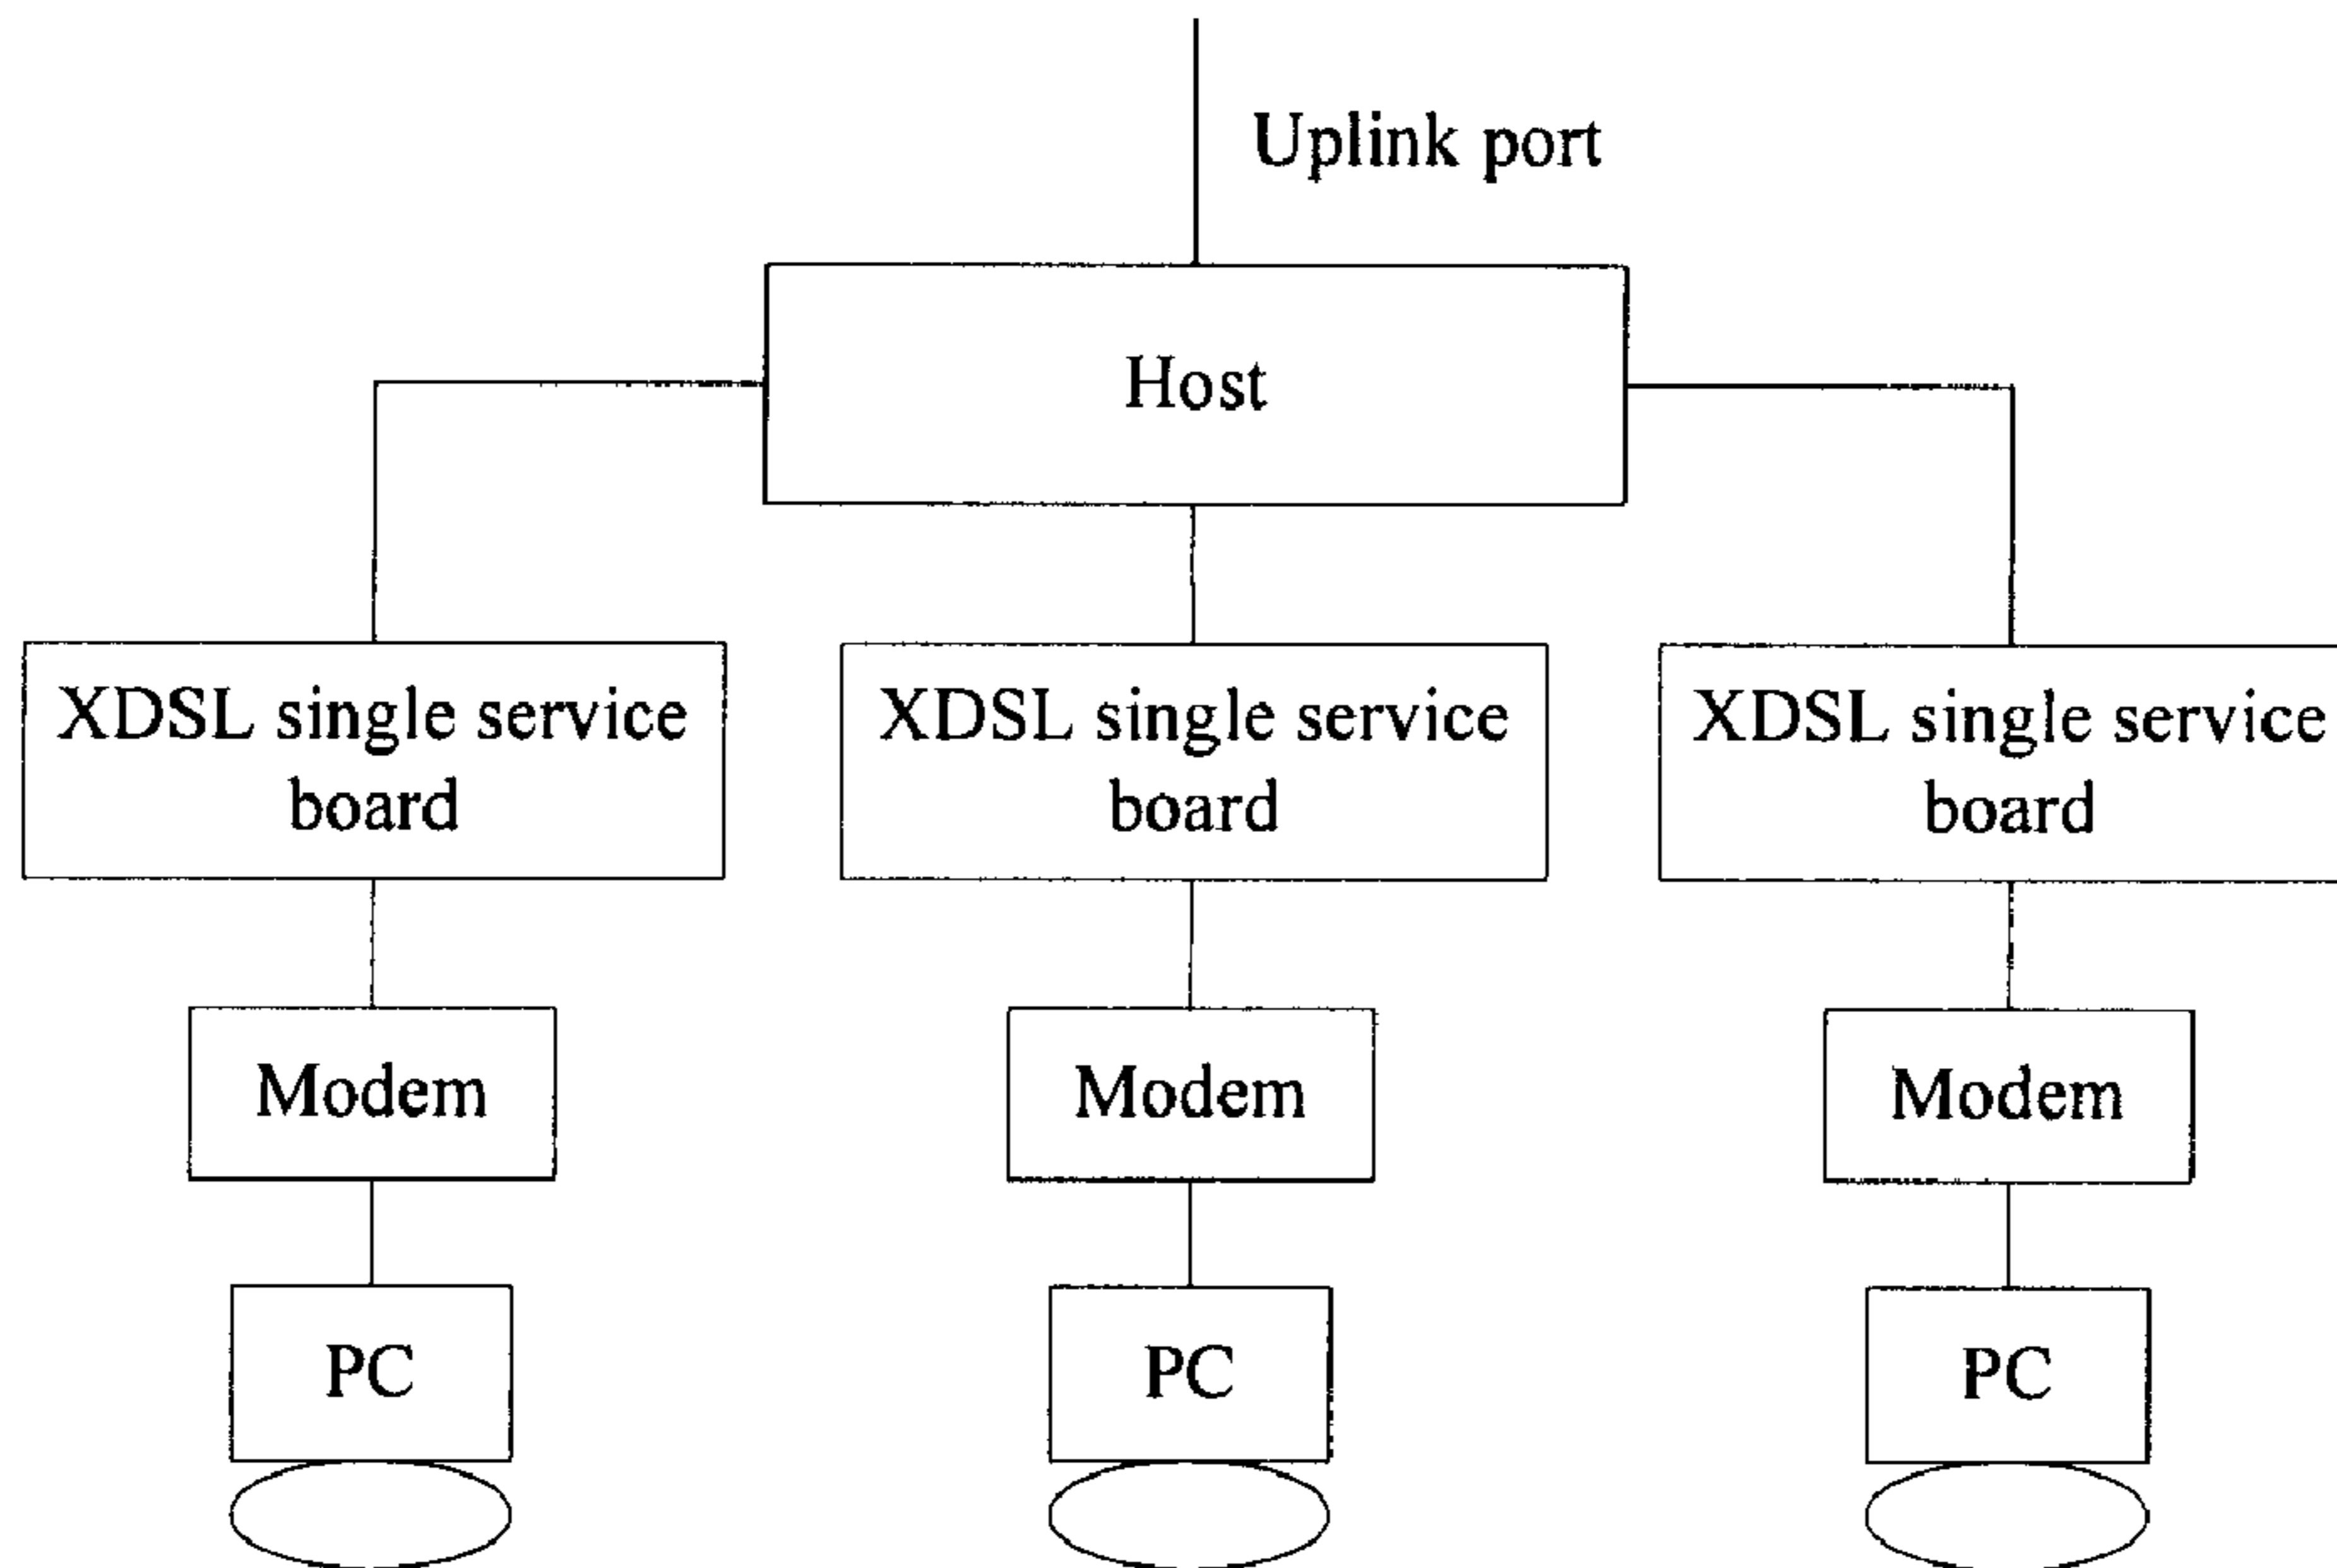 Uplink port
Host
XDSL single service
board
XDSL single service
board
XDSL single service
board
Modem
Modem
Modem
PC
PC
PC